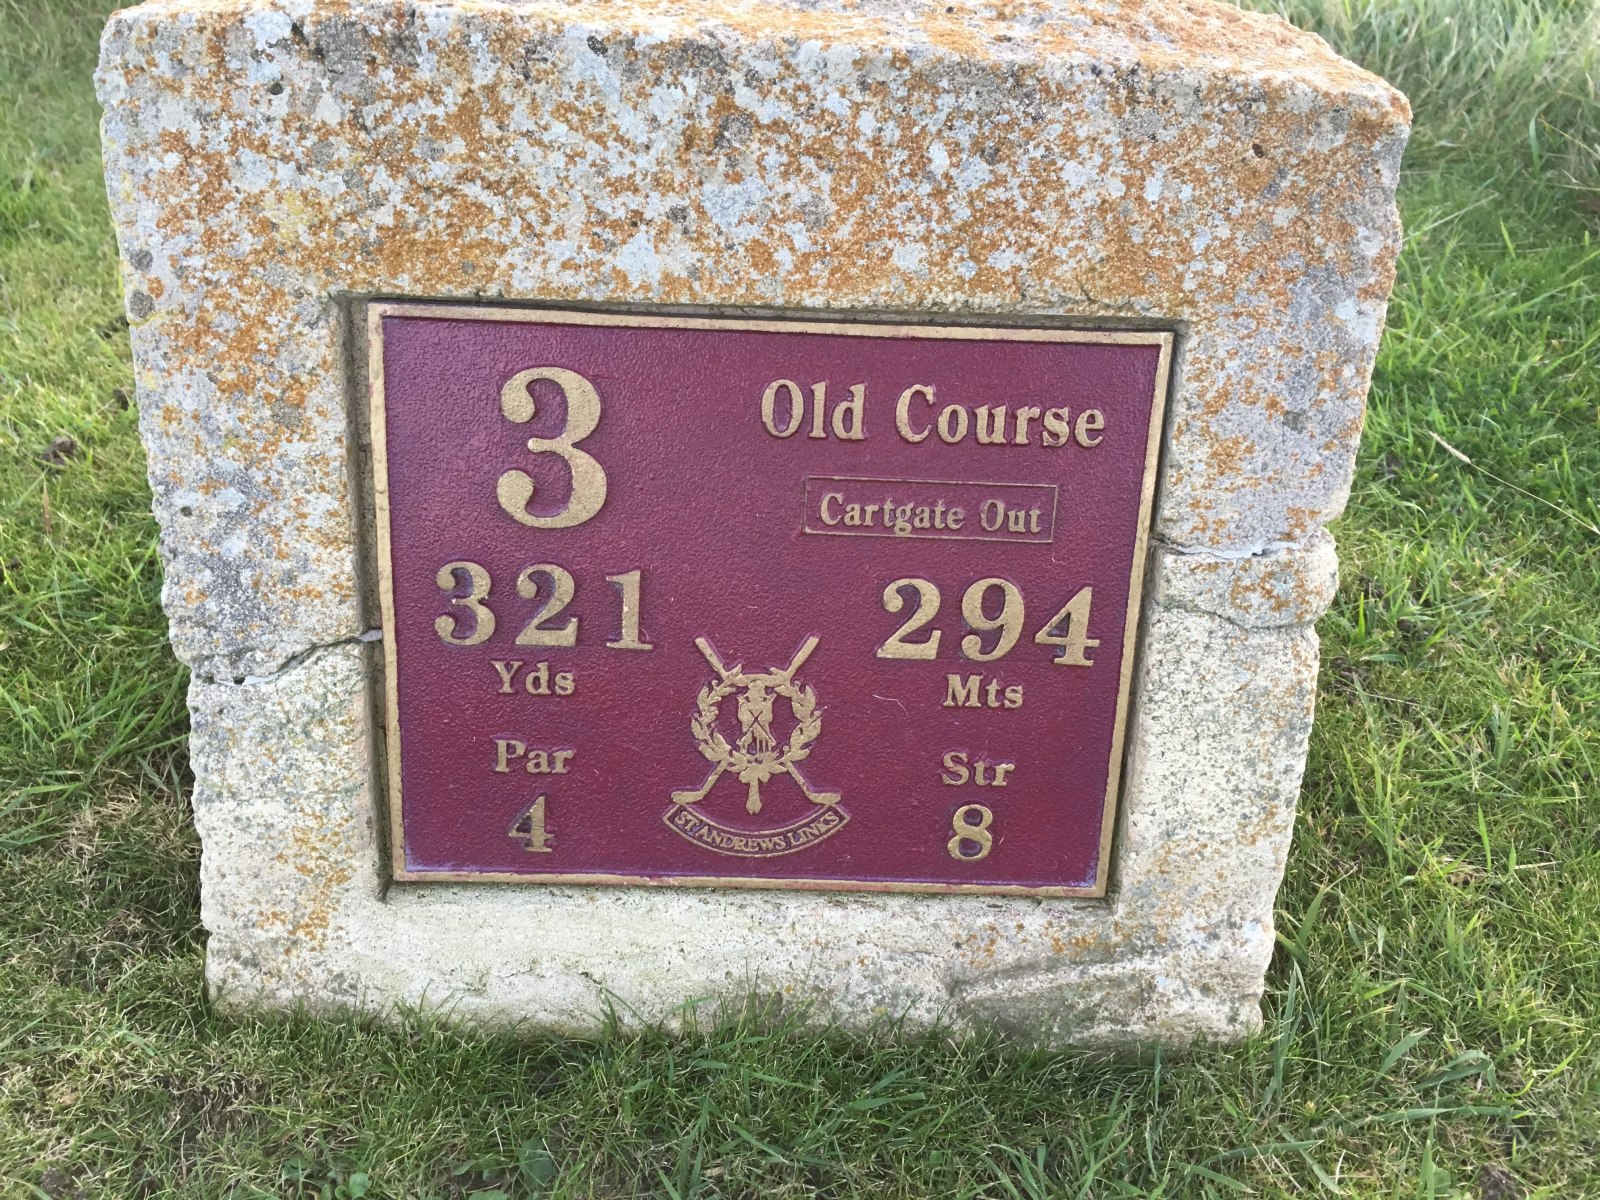 3
Old Course
Cartgate Out
321
Yds
294
Mts
Par
4
Str
8
ST ANDREWS LINKS